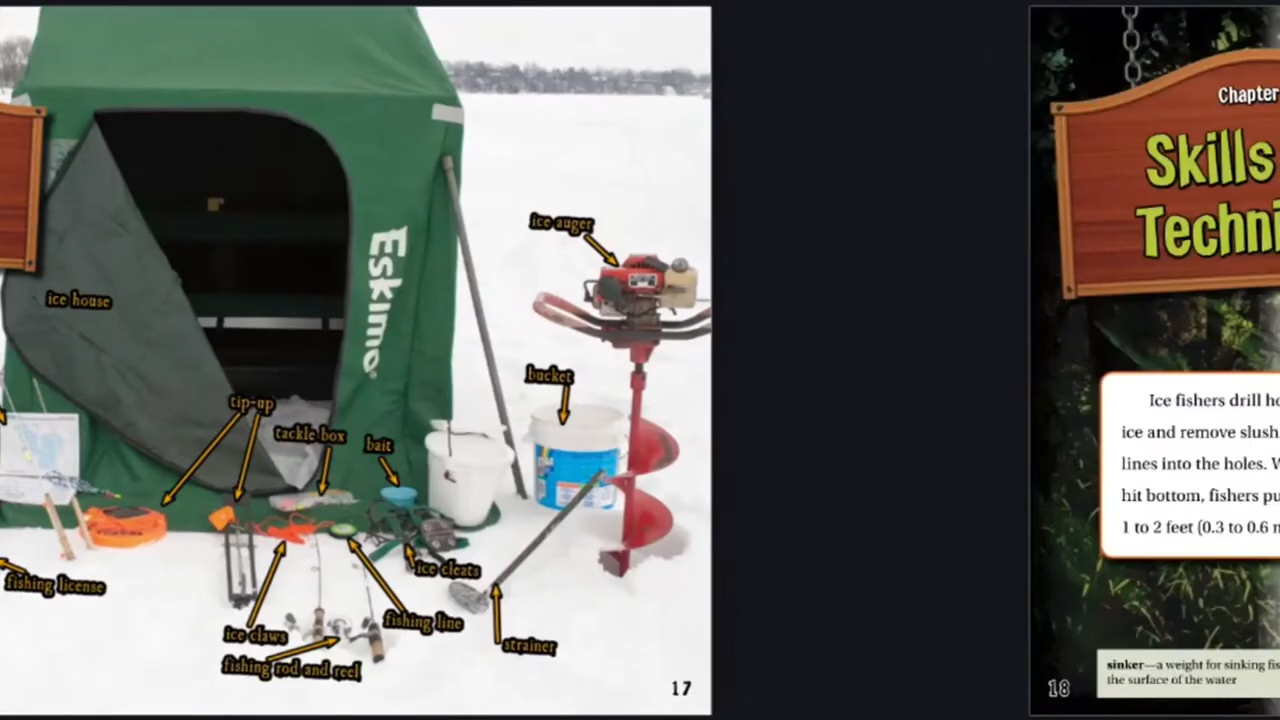 ice auger
Eskimo
ice house
bucket
tip-up
tackle box
bait
ice cleats
fishing license
fishing line
ice claws
strainer
fishing rod and reel
17
Chapter
Skills
Techni
Ice fishers drill ho
ice and remove slush
lines into the holes. W
hit bottom, fishers pu
1 to 2 feet (0.3 to 0.6 m
sinker—a weight for sinking fis
the surface of the water
18